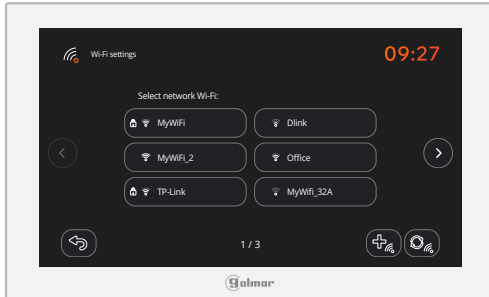 Wi-Fi settings
09:27
Select network Wi-Fi:
MyWiFi
Dlink
MyWiFi_2
Office
TP-Link
MyWifi_32A
1 / 3
golmar